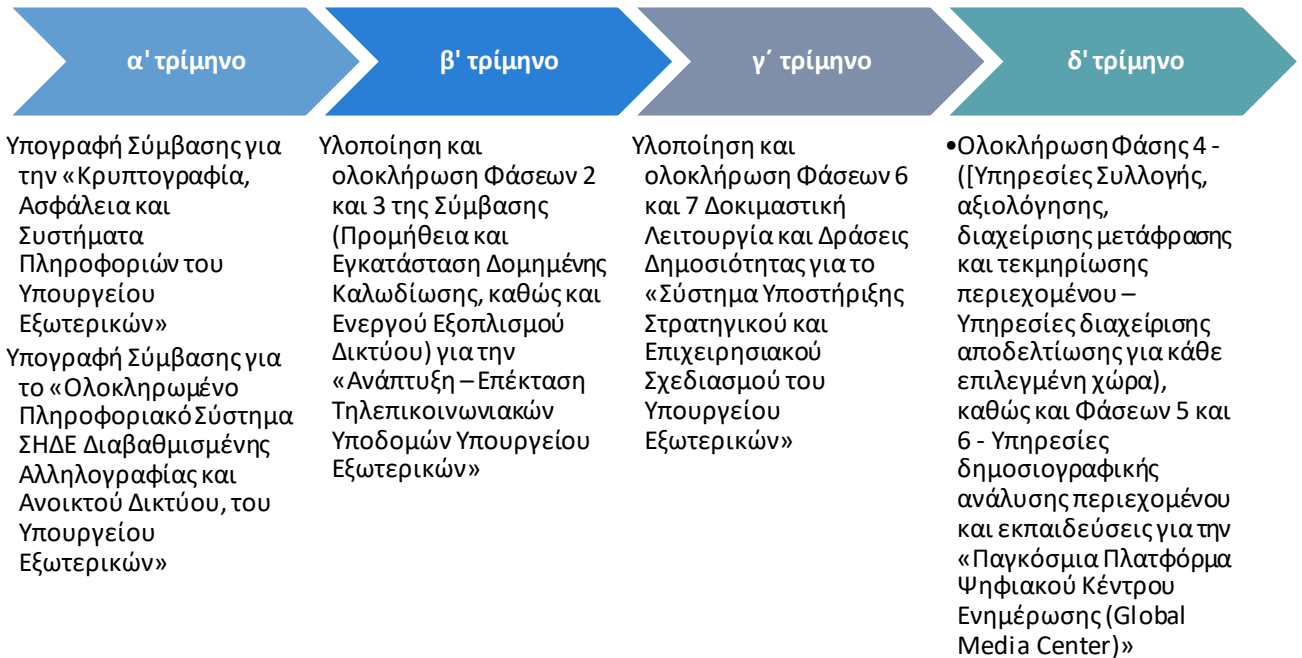 α' τρίμηνο
β' τρίμηνο
γ΄ τρίμηνο
δ' τρίμηνο
Υπογραφή Σύμβασης για
την «Κρυπτογραφία,
Ασφάλεια και
Συστήματα
Πληροφοριών του
Υπουργείου
Εξωτερικών»
Υπογραφή Σύμβασης για
το «Ολοκληρωμένο
Πληροφοριακό Σύστημα
ΣΗΔΕ Διαβαθμισμένης
Αλληλογραφίας και
Ανοικτού Δικτύου, του
Υπουργείου
Εξωτερικών»
Υλοποίηση και
ολοκλήρωση Φάσεων 2
και 3 της Σύμβασης
(Προμήθεια και
Εγκατάσταση Δομημένης
Καλωδίωσης, καθώς και
Ενεργού Εξοπλισμού
Δικτύου) για την
«Ανάπτυξη – Επέκταση
Τηλεπικοινωνιακών
Υποδομών Υπουργείου
Εξωτερικών»
Υλοποίηση και
ολοκλήρωση Φάσεων 6
και 7 Δοκιμαστική
Λειτουργία και Δράσεις
Δημοσιότητας για το
«Σύστημα Υποστήριξης
Στρατηγικού και
Επιχειρησιακού
Σχεδιασμού του
Υπουργείου
Εξωτερικών»
•Ολοκλήρωση Φάσης 4 -
([Υπηρεσίες Συλλογής,
αξιολόγησης,
διαχείρισης μετάφρασης
και τεκμηρίωσης
περιεχομένου –
Υπηρεσίες διαχείρισης
αποδελτίωσης για κάθε
επιλεγμένη χώρα),
καθώς και Φάσεων 5 και
6 - Υπηρεσίες
δημοσιογραφικής
ανάλυσης περιεχομένου
και εκπαιδεύσεις για την
«Παγκόσμια Πλατφόρμα
Ψηφιακού Κέντρου
Ενημέρωσης (Global
Media Center)»